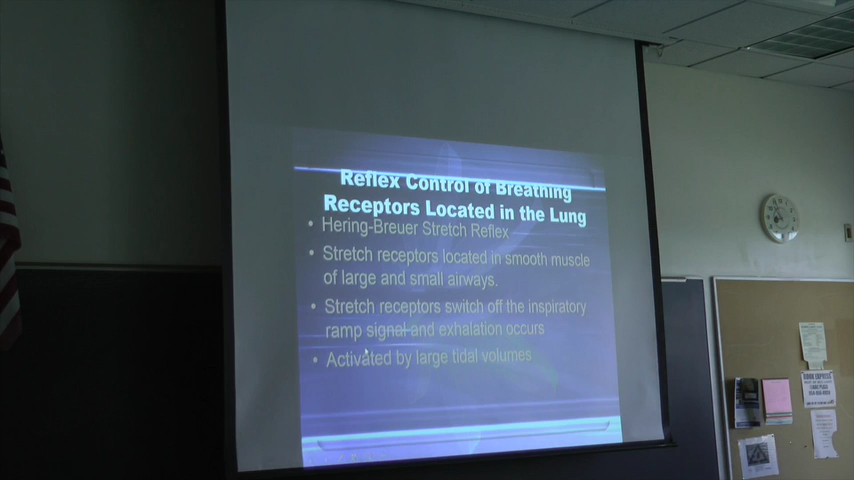 Reflex Control of Breathing
Receptors Located in the Lung
• Hering-Breuer Stretch Reflex
• Stretch receptors located in smooth muscle
of large and small airways.
• Stretch receptors switch off the inspiratory
ramp signal and exhalation occurs
• Activated by large tidal volumes